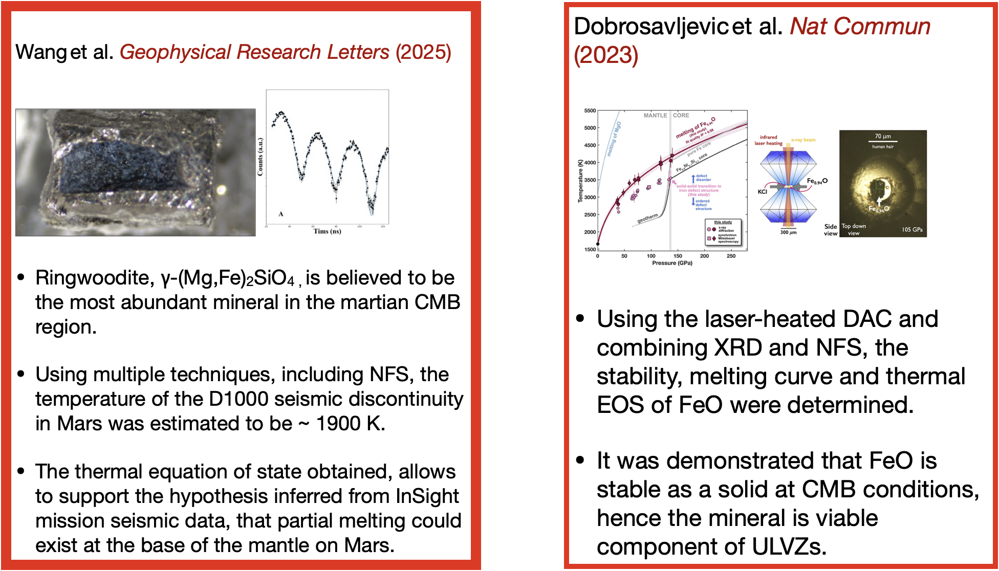 Wang et al. Geophysical Research Letters (2025)
Counts (a.u.)
A
20 40 60 80 100 120
Tims (ns)
• Ringwoodite, γ-(Mg,Fe)₂SiO₄ , is believed to be
the most abundant mineral in the martian CMB
region.
• Using multiple techniques, including NFS, the
temperature of the D1000 seismic discontinuity
in Mars was estimated to be ~ 1900 K.
• The thermal equation of state obtained, allows
to support the hypothesis inferred from InSight
mission seismic data, that partial melting could
exist at the base of the mantle on Mars.
Dobrosavljevic et al. Nat Commun
(2023)
5500
5000
4500
4000
3500
3000
2500
2000
1500
Temperature (K)
MANTLE CORE
melting of MgO
melting of Fe₀.₉₄O
(this study)
fit quality R² = 0.98
pure Fe core
Fe₀.₈Ni₀.₁Si₀.₁ core
defect
disorder
solid-solid transition in
iron defect structure
(this study)
ordered
defect
structure
geotherm
this study
x-ray
diffraction
synchrotron
Mössbauer
spectroscopy
0 50 100 150 200 250
Pressure (GPa)
infrared
laser heating
x-ray beam
KCl
Fe₀.₉₄O
300 µm
Side
view
70 µm
human hair
Fe₀.₉₄O
Top down
view
105 GPa
• Using the laser-heated DAC and
combining XRD and NFS, the
stability, melting curve and thermal
EOS of FeO were determined.
• It was demonstrated that FeO is
stable as a solid at CMB conditions,
hence the mineral is viable
component of ULVZs.